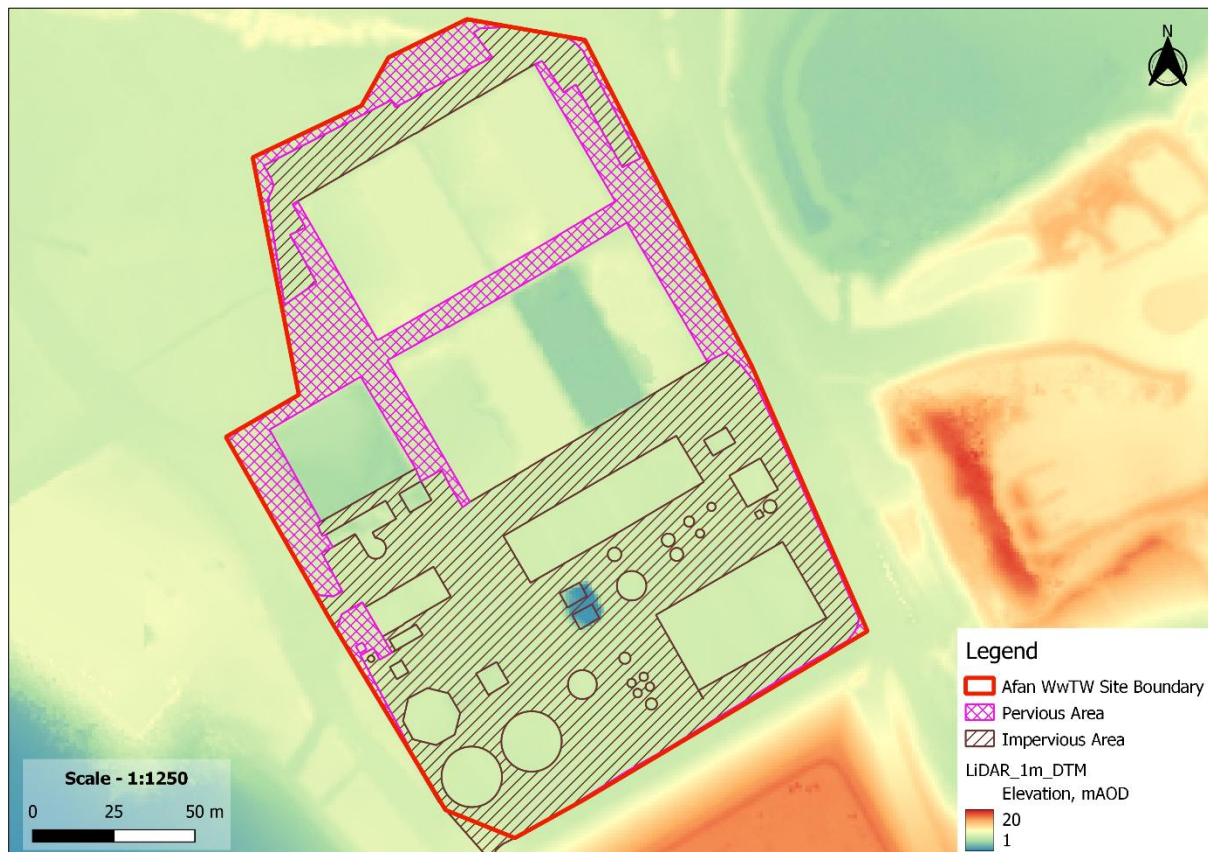 N
Legend
Afan WwTW Site Boundary
Pervious Area
Impervious Area
LiDAR_1m_DTM
Elevation, mAOD
20
1
Scale - 1:1250
0 25 50 m